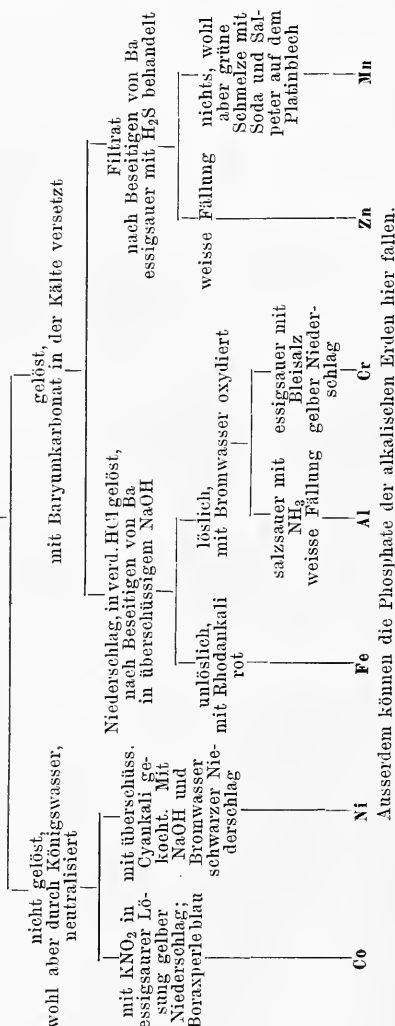 nicht gelöst,
wohl aber durch Königswasser,
neutralisiert
gelöst,
mit Baryumkarbonat in der Kälte versetzt
mit KNO₂ in
essigsaurer Lö-
sung gelber
Niederschlag;
Boraxperle blau
mit überschüss.
Cyankali ge-
kocht. Mit
NaOH und
Bromwasser
schwarzer Nie-
derschlag
Niederschlag, in verd. HCl gelöst,
nach Beseitigen von Ba
in überschüssigem NaOH
Filtrat
nach Beseitigen von Ba
essigsauer mit H₂S behandelt
unlöslich,
mit Rhodankali
rot
löslich,
mit Bromwasser oxydiert
salzsauer mit
NH₃
weisse Fällung
essigsauer mit
Bleisalz
gelber Nieder-
schlag
weisse Fällung
nichts, wohl
aber grüne
Schmelze mit
Soda und Sal-
peter auf dem
Platinblech
Co Ni Fe Al Cr Zn Mn
Ausserdem können die Phosphate der alkalischen Erden hier fallen.